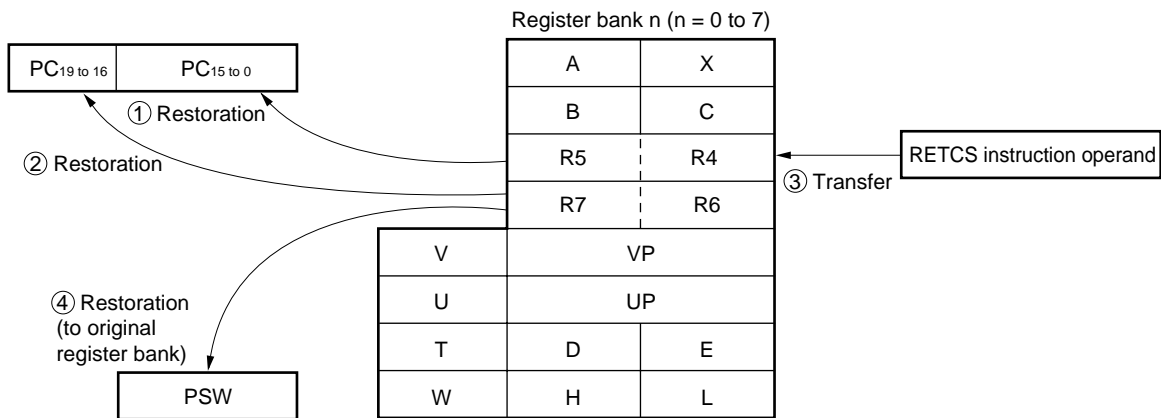 Register bank n (n = 0 to 7)
PC19 to 16 PC15 to 0
A X
① Restoration
B C
② Restoration
R5 R4
RETCS instruction operand
③ Transfer
R7 R6
V VP
④ Restoration
(to original
register bank)
U UP
T D E
PSW
W H L